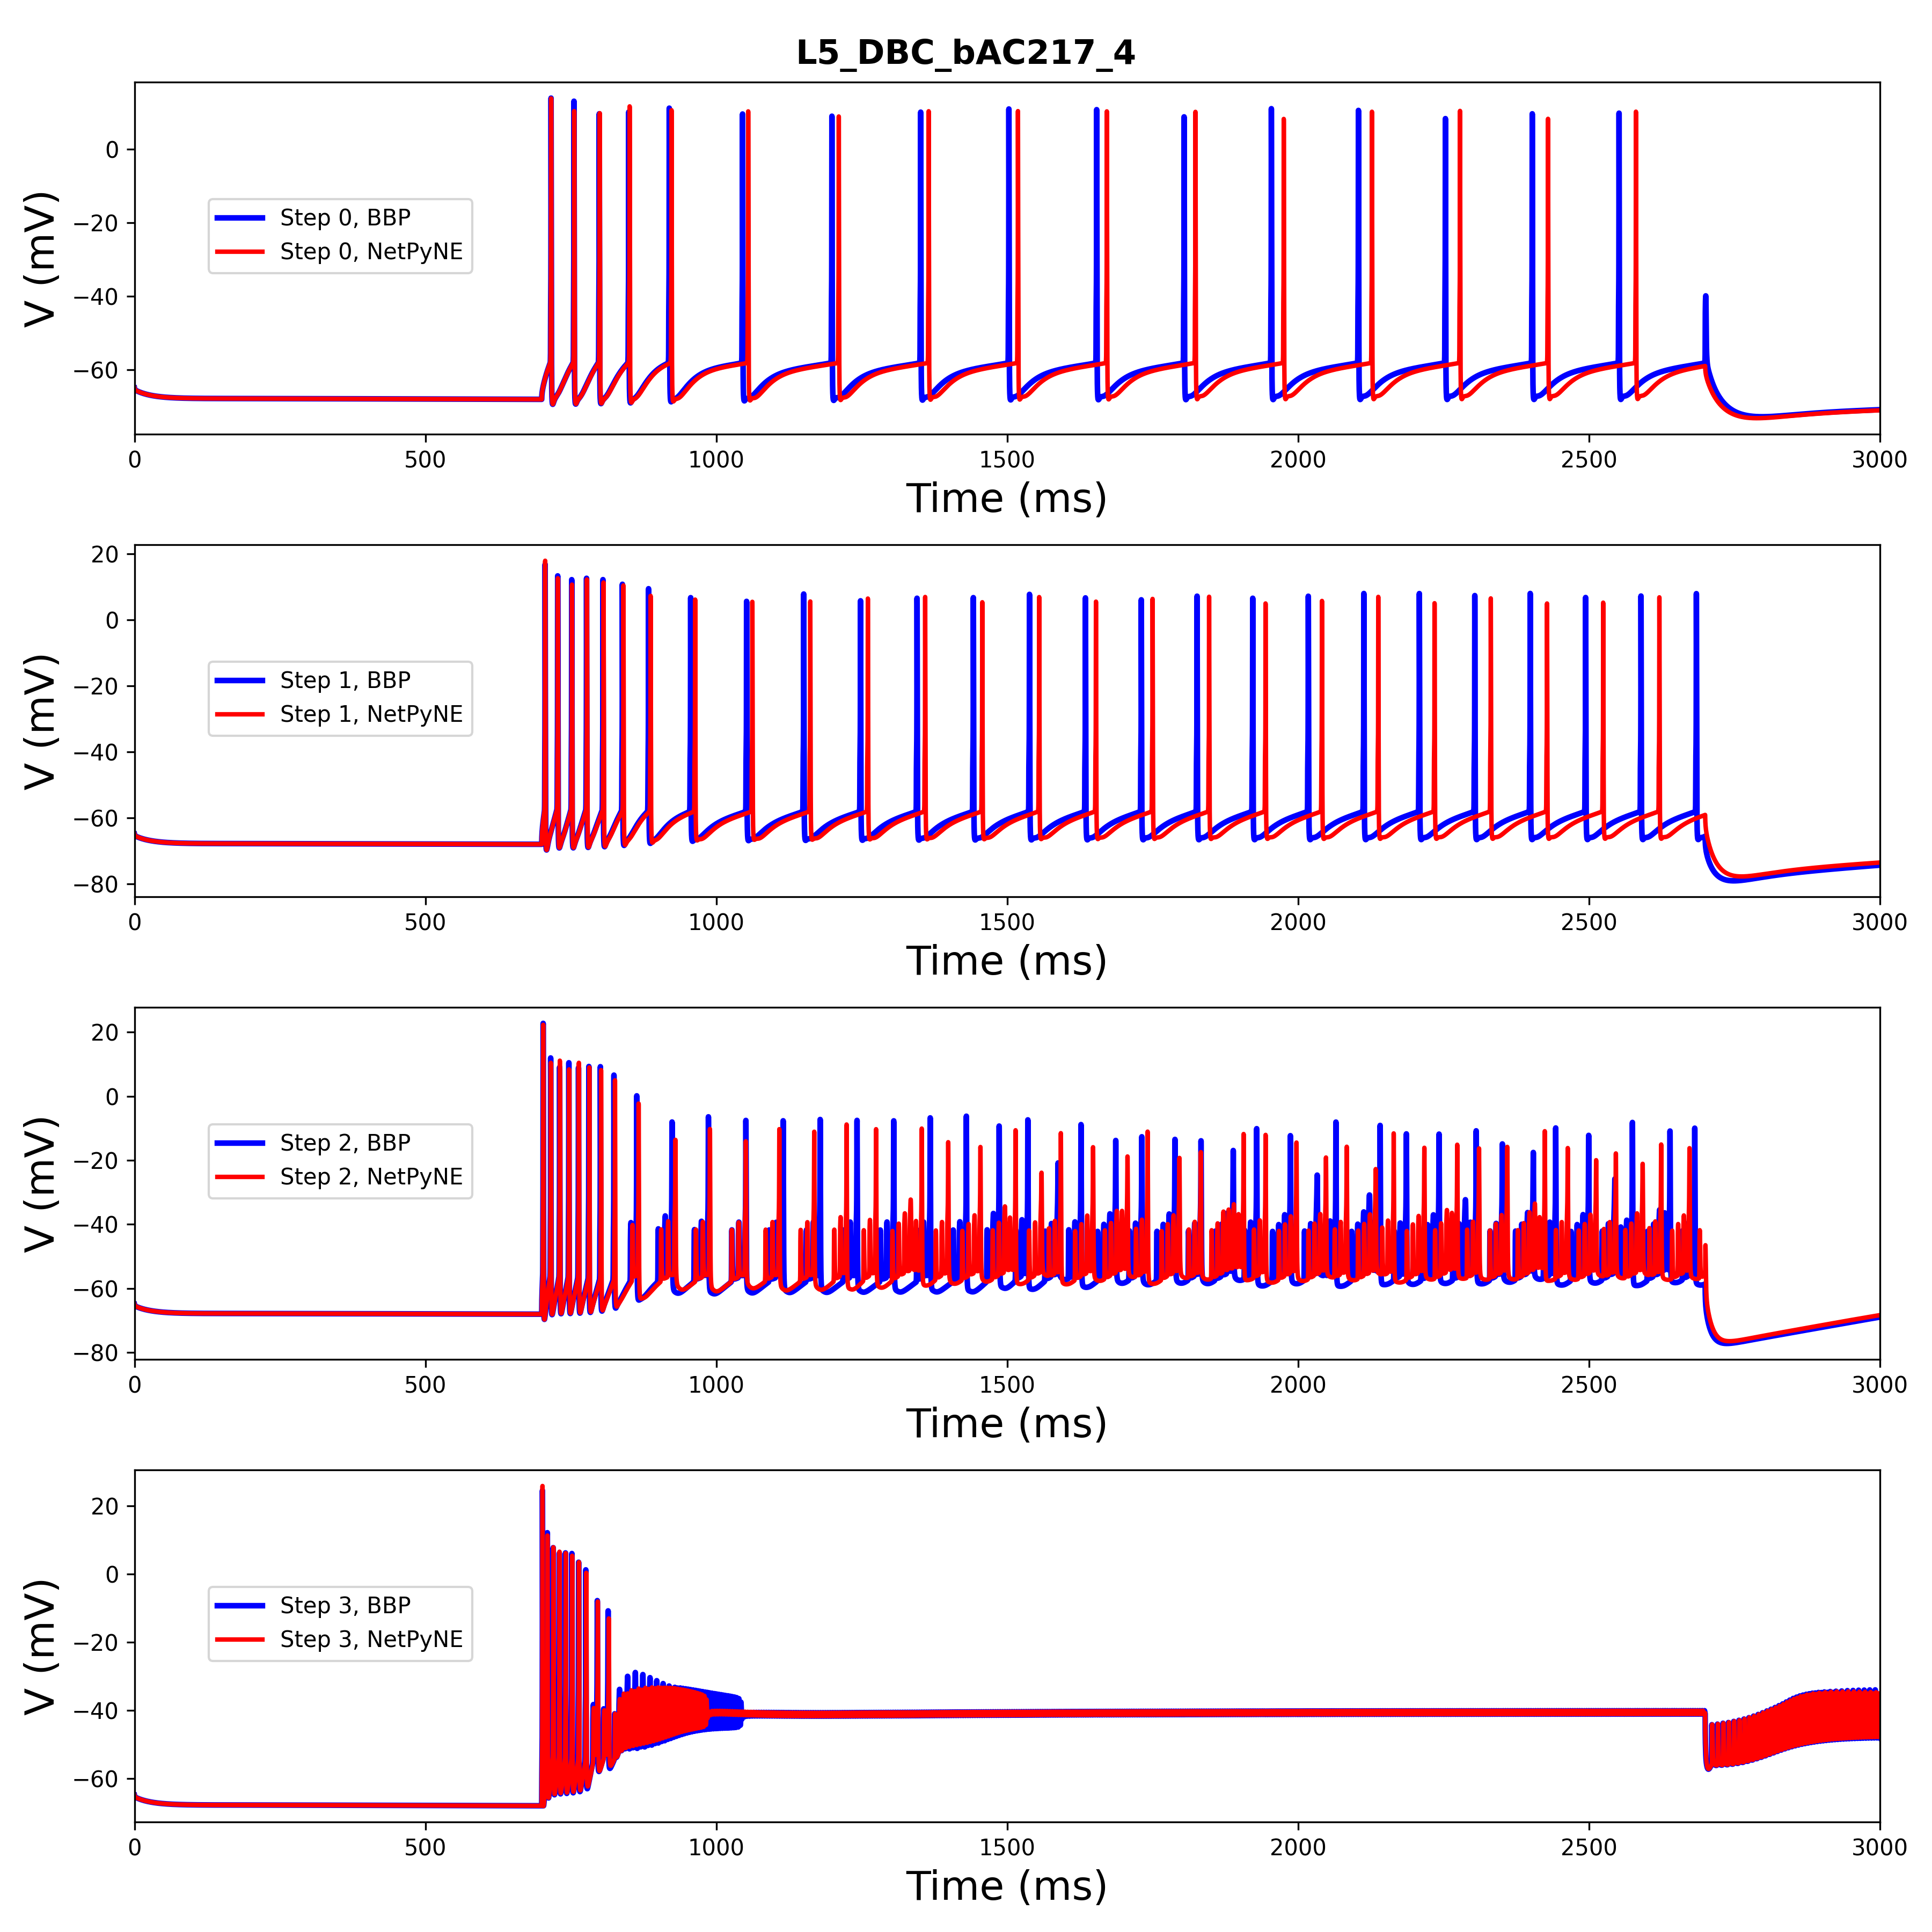 L5_DBC_bAC217_4
V (mV)
0
−20
−40
−60
Step 0, BBP
Step 0, NetPyNE
0 500 1000 1500 2000 2500 3000
Time (ms)
V (mV)
20
0
−20
−40
−60
−80
Step 1, BBP
Step 1, NetPyNE
0 500 1000 1500 2000 2500 3000
Time (ms)
V (mV)
20
0
−20
−40
−60
−80
Step 2, BBP
Step 2, NetPyNE
0 500 1000 1500 2000 2500 3000
Time (ms)
V (mV)
20
0
−20
−40
−60
Step 3, BBP
Step 3, NetPyNE
0 500 1000 1500 2000 2500 3000
Time (ms)